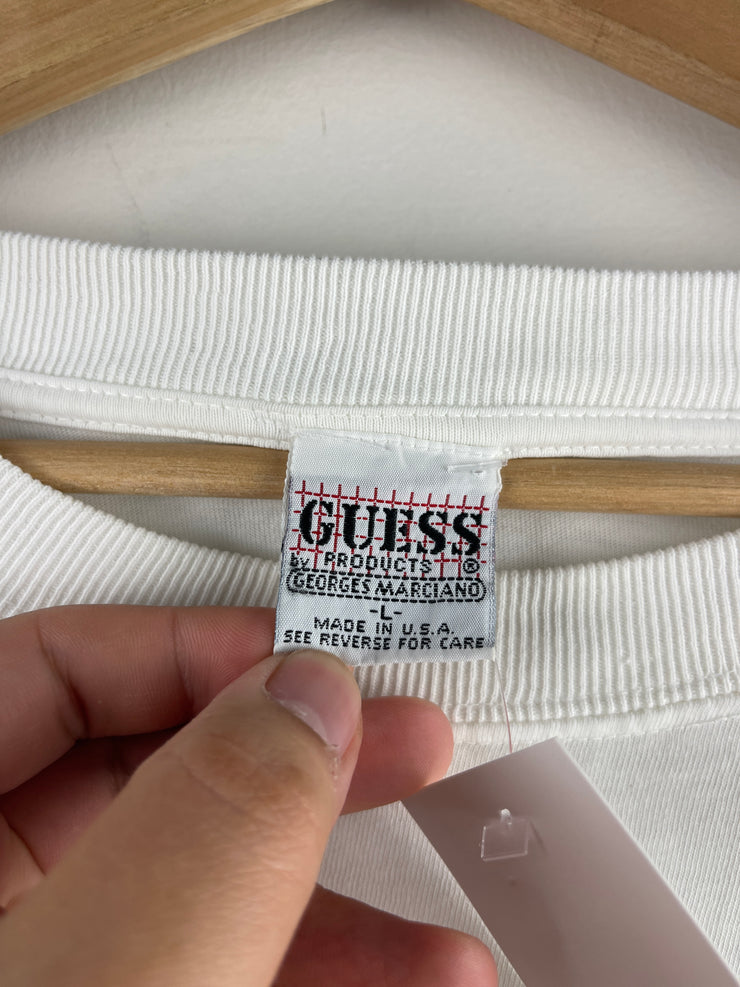 GUESS
by PRODUCTS ®
GEORGES MARCIANO
-L-
MADE IN U.S.A.
SEE REVERSE FOR CARE